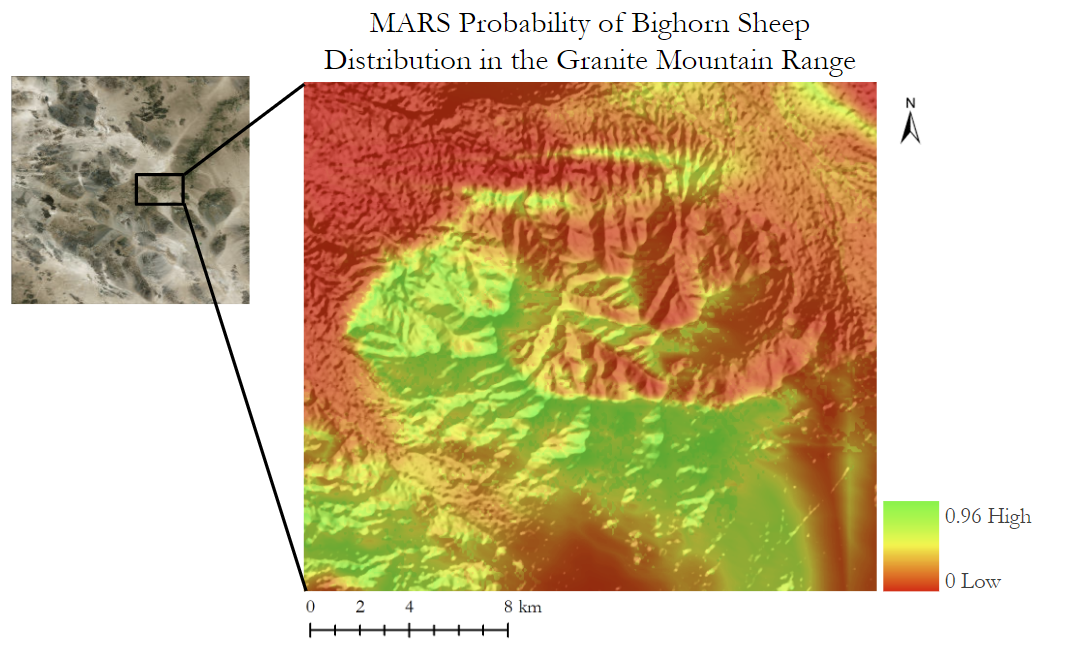 MARS Probability of Bighorn Sheep
Distribution in the Granite Mountain Range
N
0.96 High
0 Low
0 2 4 8 km